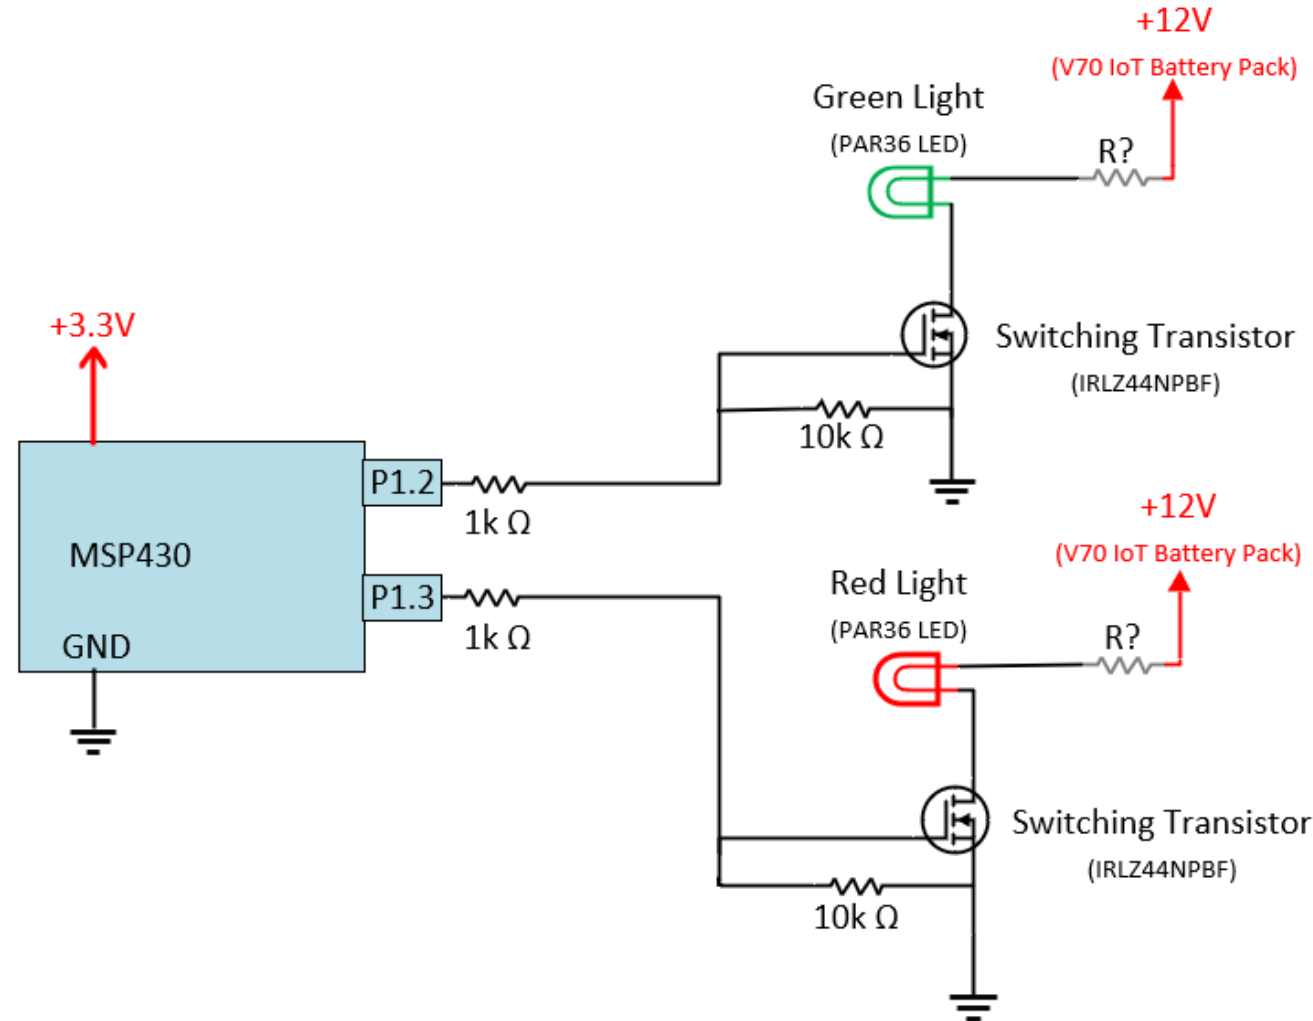 +12V
(V70 IoT Battery Pack)
Green Light
(PAR36 LED)
R?
+3.3V
Switching Transistor
(IRLZ44NPBF)
10k Ω
P1.2
1k Ω
MSP430
+12V
(V70 IoT Battery Pack)
Red Light
(PAR36 LED)
P1.3
1k Ω
R?
GND
Switching Transistor
(IRLZ44NPBF)
10k Ω